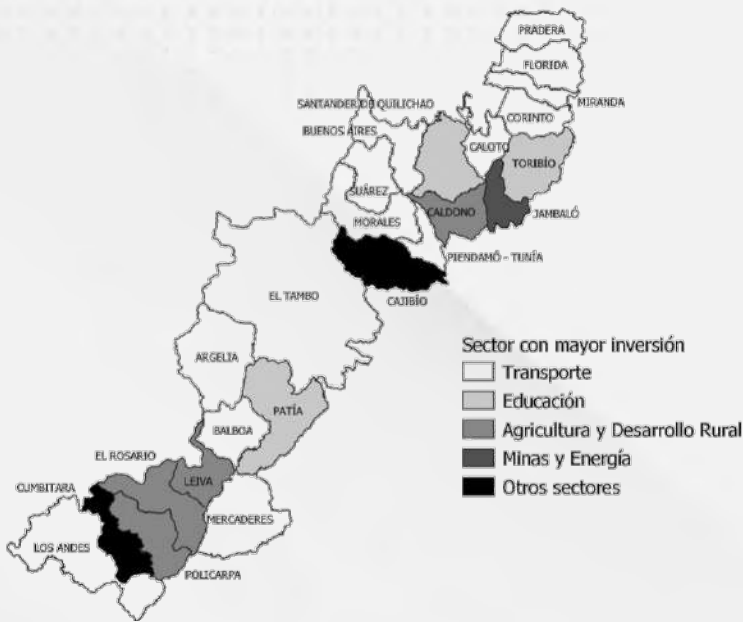 PRADERA
FLORIDA
SANTANDER DE QUILICHAO
MIRANDA
CORINTO
BUENOS AIRES
CALOTO
TORIBÍO
SUÁREZ
CALDONO
JAMBALÓ
MORALES
PIENDAMÓ - TUNÍA
EL TAMBO
CAJIBÍO
ARGELIA
PATÍA
BALBOA
EL ROSARIO
LEIVA
CUMBITARA
MERCADERES
LOS ANDES
POLICARPA
Sector con mayor inversión
Transporte
Educación
Agricultura y Desarrollo Rural
Minas y Energía
Otros sectores